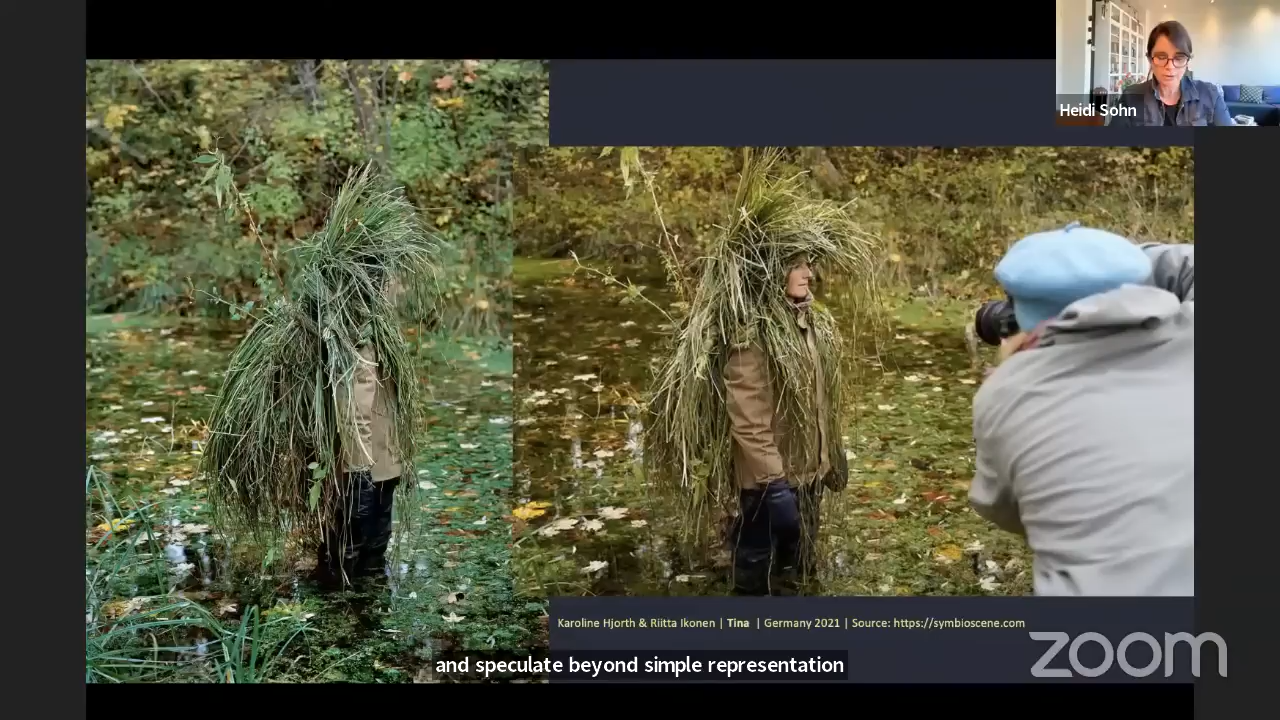 Heidi Sohn
Karoline Hjorth & Riitta Ikonen | Tina | Germany 2021 | Source: https://symbioscene.com
and speculate beyond simple representation
zoom